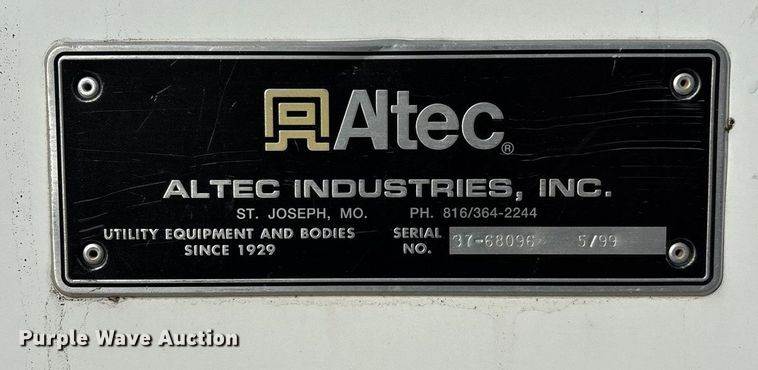 Altec®
ALTEC INDUSTRIES, INC.
ST. JOSEPH, MO. PH. 816/364-2244
UTILITY EQUIPMENT AND BODIES
SINCE 1929
SERIAL
NO. 37-68096 5/99
Purple Wave Auction